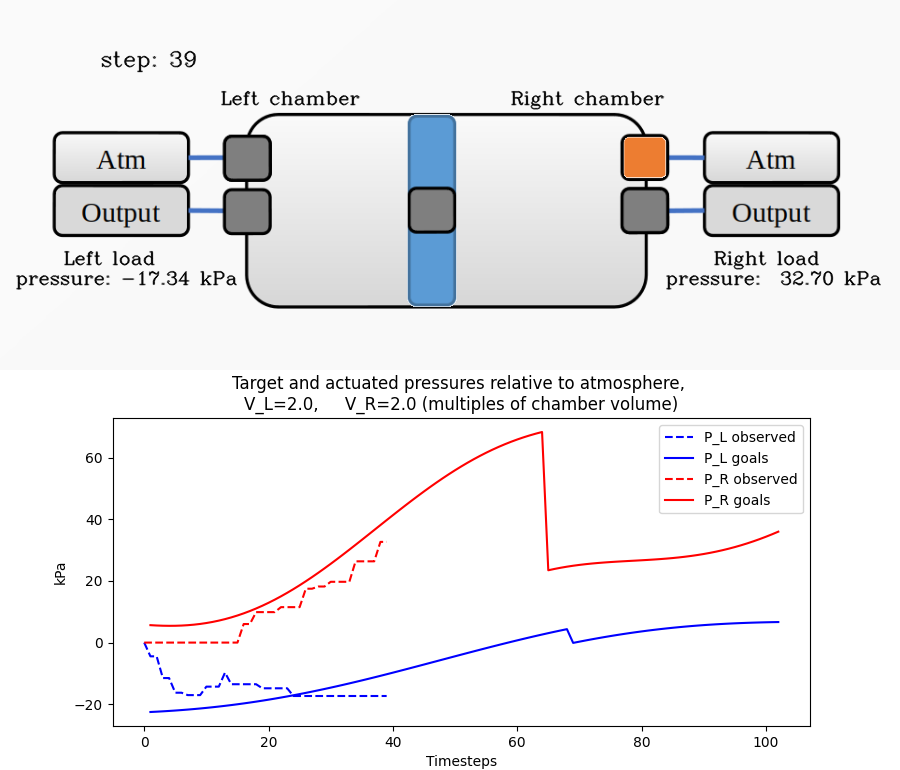 step: 39
Left chamber
Right chamber
Atm
Atm
Output
Output
Left load
pressure: −17.34 kPa
Right load
pressure: 32.70 kPa
Target and actuated pressures relative to atmosphere,
V_L=2.0, V_R=2.0 (multiples of chamber volume)
P_L observed
P_L goals
P_R observed
P_R goals
kPa
60
40
20
0
−20
0 20 40 60 80 100
Timesteps